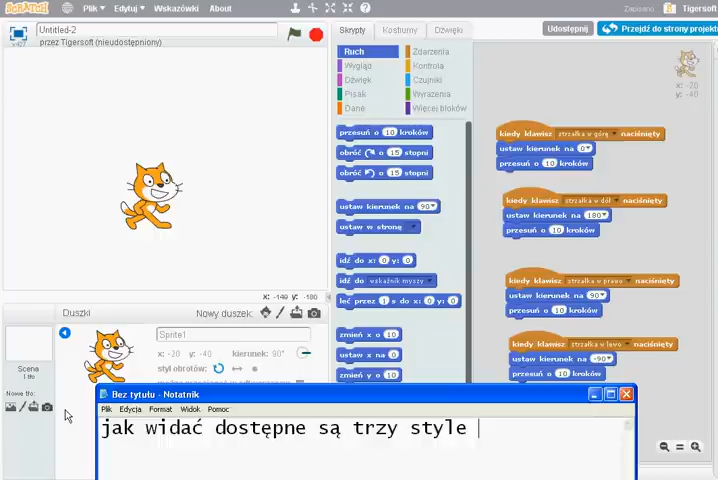 SCRATCH Plik Edytuj Wskazówki About Zapisano Tigersoft
Untitled-2
przez Tigersoft (nieudostępniony)
v427
Skrypty Kostiumy Dźwięki
Udostępnij Przejdź do strony projektu
Ruch Zdarzenia
Wygląd Kontrola
Dźwięk Czujniki
Pisak Wyrażenia
Dane Więcej bloków
x: -20
y: -40
przesuń o 10 kroków
obróć o 15 stopni
obróć o 15 stopni
ustaw kierunek na 90
ustaw w stronę
idź do x: 0 y: 0
idź do wskaźnik myszy
leć przez 1 s do x: 0 y: 0
zmień x o 10
ustaw x na 0
zmień y o 10
kiedy klawisz strzałka w górę naciśnięty
ustaw kierunek na 0
przesuń o 10 kroków
kiedy klawisz strzałka w dół naciśnięty
ustaw kierunek na 180
przesuń o 10 kroków
kiedy klawisz strzałka w prawo naciśnięty
ustaw kierunek na 90
przesuń o 10 kroków
kiedy klawisz strzałka w lewo naciśnięty
ustaw kierunek na -90
przesuń o 10 kroków
x: -149 y: -180
Duszki Nowy duszek:
Scena
1 tło
Nowe tło:
Sprite1
x: -20 y: -40 kierunek: 90°
styl obrotów:
Bez tytułu - Notatnik
Plik Edycja Format Widok Pomoc
jak widać dostępne są trzy style